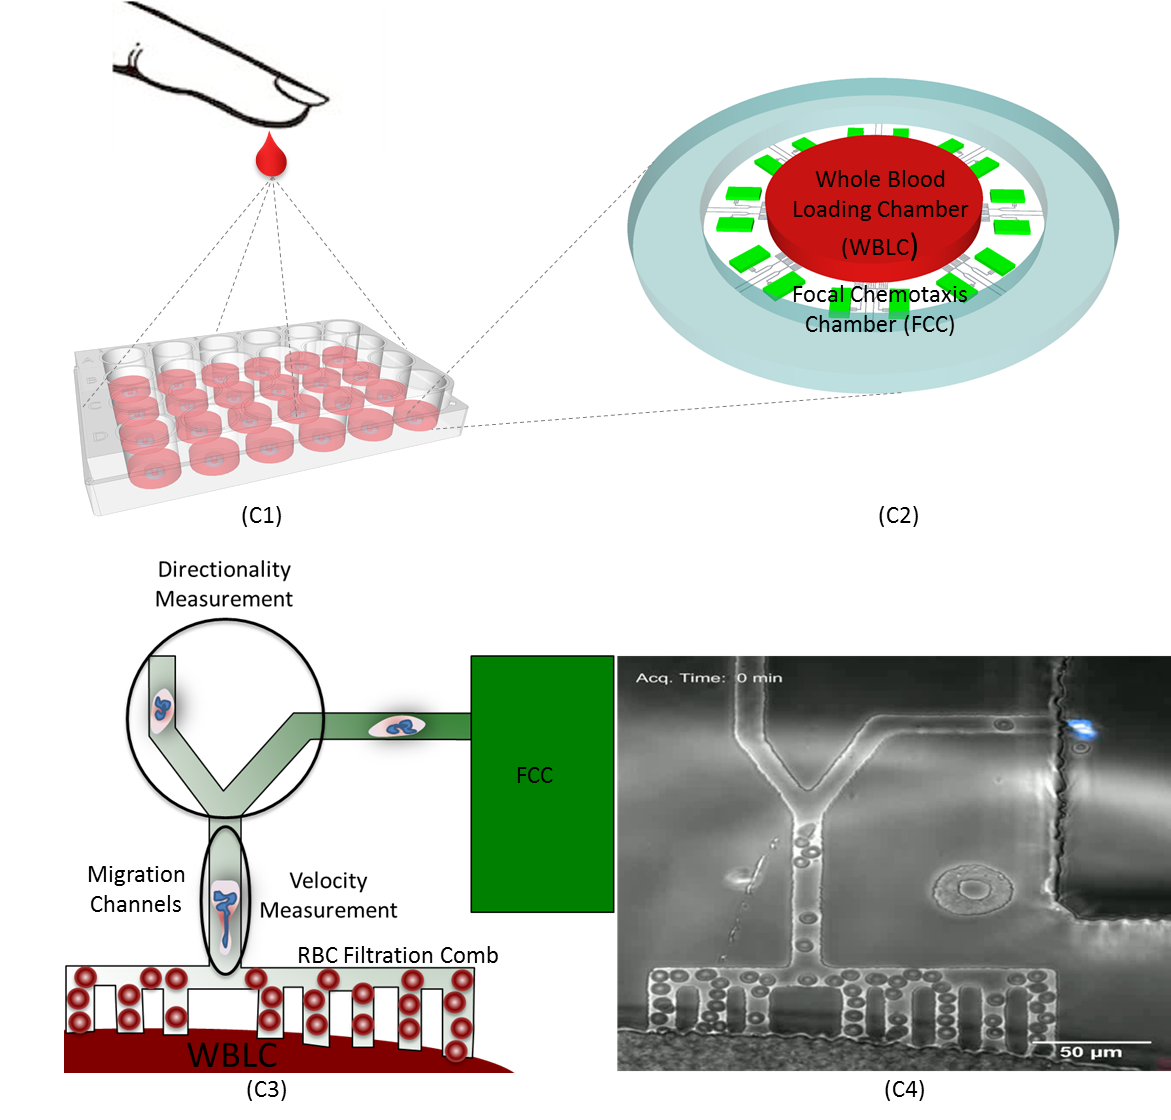 Whole Blood
Loading Chamber
(WBLC)
Focal Chemotaxis
Chamber (FCC)
A
B
C
D
(C1)
(C2)
Directionality
Measurement
FCC
Migration
Channels
Velocity
Measurement
RBC Filtration Comb
WBLC
(C3)
Acq. Time: 0 min
50 µm
(C4)